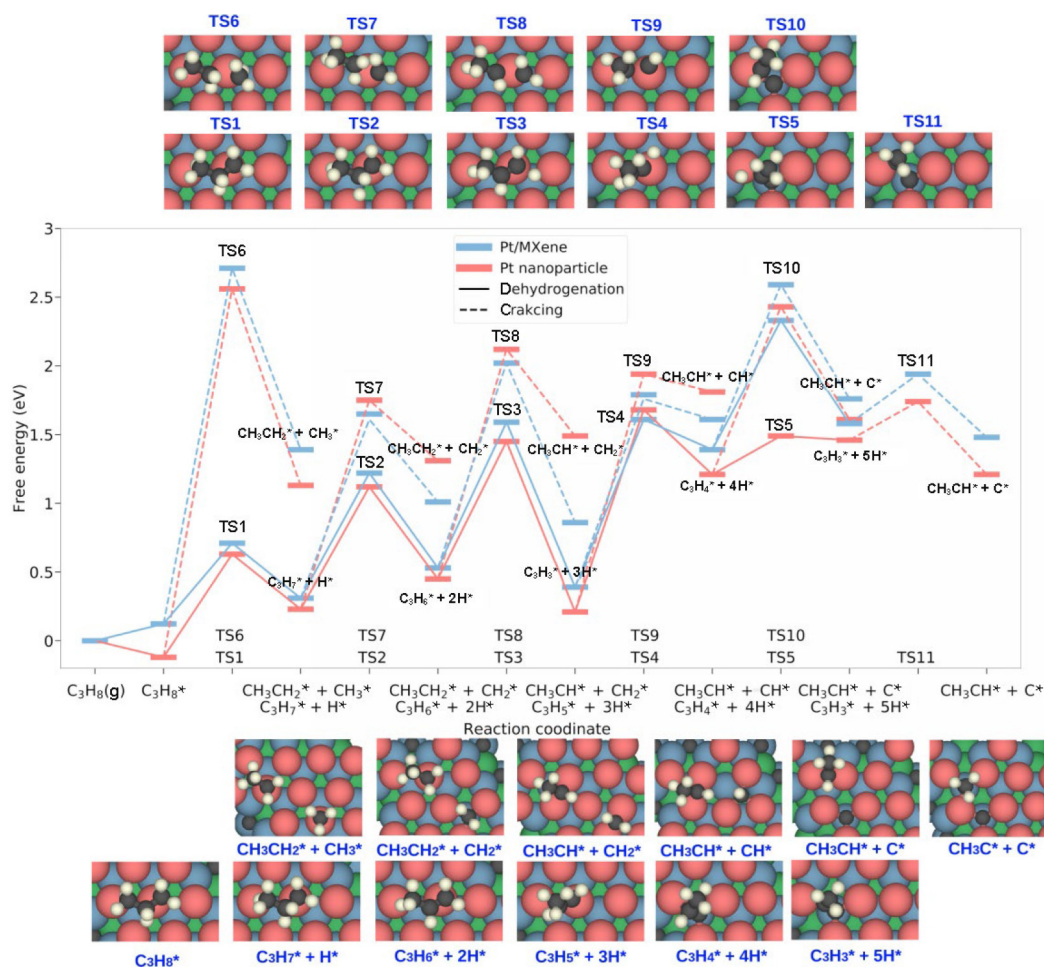 TS6 TS7 TS8 TS9 TS10
TS1 TS2 TS3 TS4 TS5 TS11
Free energy (eV)
3
2.5
2
1.5
1
0.5
0
Pt/MXene
Pt nanoparticle
Dehydrogenation
Crakcing
TS6
TS10
TS8
TS7
TS9
TS11
CH₃CH* + CH*
CH₃CH* + C*
TS3
TS4
TS5
CH₃CH₂* + CH₃*
CH₃CH₂* + CH₂*
CH₃CH* + CH₂*
TS2
C₃H₃* + 5H*
C₃H₄* + 4H*
CH₃CH* + C*
TS1
C₃H₇* + H*
C₃H₆* + 2H*
C₃H₃* + 3H*
TS6 TS7 TS8 TS9 TS10
TS1 TS2 TS3 TS4 TS5 TS11
C₃H₈(g) C₃H₈* CH₃CH₂* + CH₃* CH₃CH₂* + CH₂* CH₃CH* + CH₂* CH₃CH* + CH* CH₃CH* + C* CH₃CH* + C*
C₃H₇* + H* C₃H₆* + 2H* C₃H₅* + 3H* C₃H₄* + 4H* C₃H₃* + 5H*
Reaction coodinate
CH₃CH₂* + CH₃* CH₃CH₂* + CH₂* CH₃CH* + CH₂* CH₃CH* + CH* CH₃CH* + C* CH₃C* + C*
C₃H₈* C₃H₇* + H* C₃H₆* + 2H* C₃H₅* + 3H* C₃H₄* + 4H* C₃H₃* + 5H*